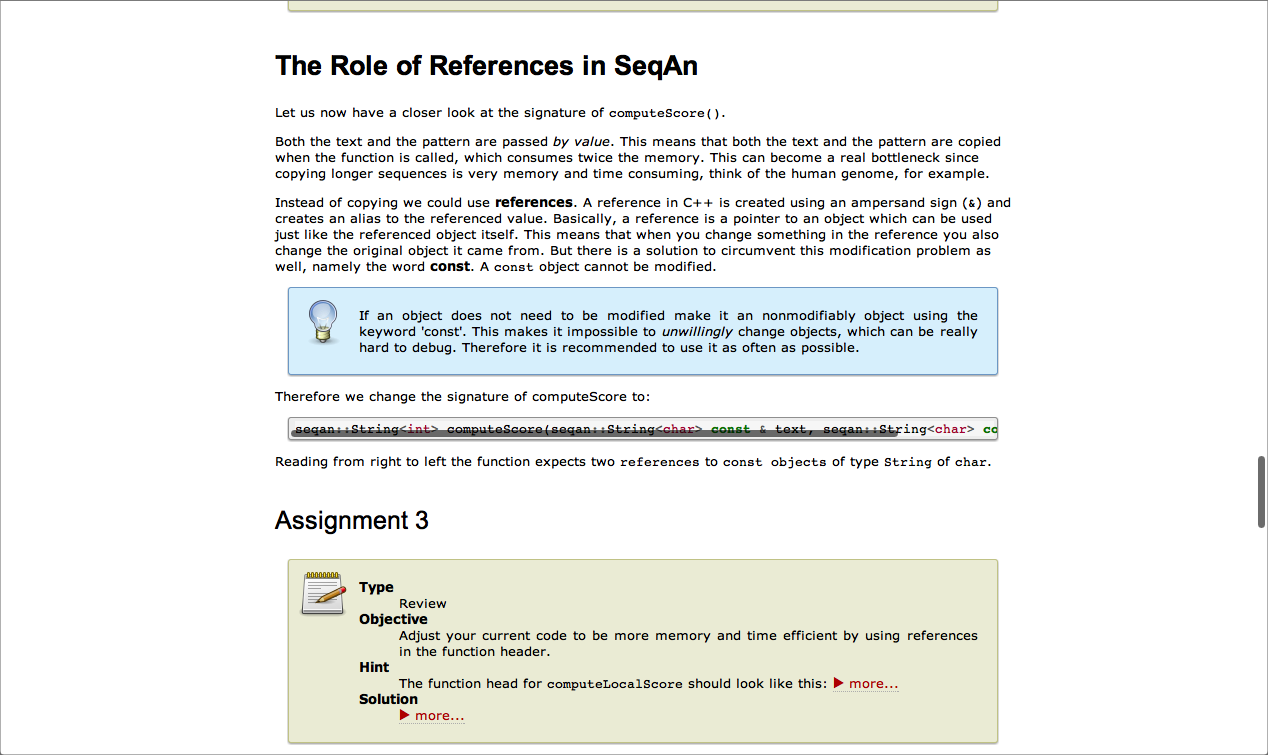 The Role of References in SeqAn
Let us now have a closer look at the signature of computeScore().
Both the text and the pattern are passed by value. This means that both the text and the pattern are copied
when the function is called, which consumes twice the memory. This can become a real bottleneck since
copying longer sequences is very memory and time consuming, think of the human genome, for example.
Instead of copying we could use references. A reference in C++ is created using an ampersand sign (&) and
creates an alias to the referenced value. Basically, a reference is a pointer to an object which can be used
just like the referenced object itself. This means that when you change something in the reference you also
change the original object it came from. But there is a solution to circumvent this modification problem as
well, namely the word const. A const object cannot be modified.
If an object does not need to be modified make it an nonmodifiably object using the
keyword 'const'. This makes it impossible to unwillingly change objects, which can be really
hard to debug. Therefore it is recommended to use it as often as possible.
Therefore we change the signature of computeScore to:
seqan::String<int> computeScore(seqan::String<char> const & text, seqan::String<char> co
Reading from right to left the function expects two references to const objects of type String of char.
Assignment 3
Type
Review
Objective
Adjust your current code to be more memory and time efficient by using references
in the function header.
Hint
The function head for computeLocalScore should look like this: ▶ more...
Solution
▶ more...